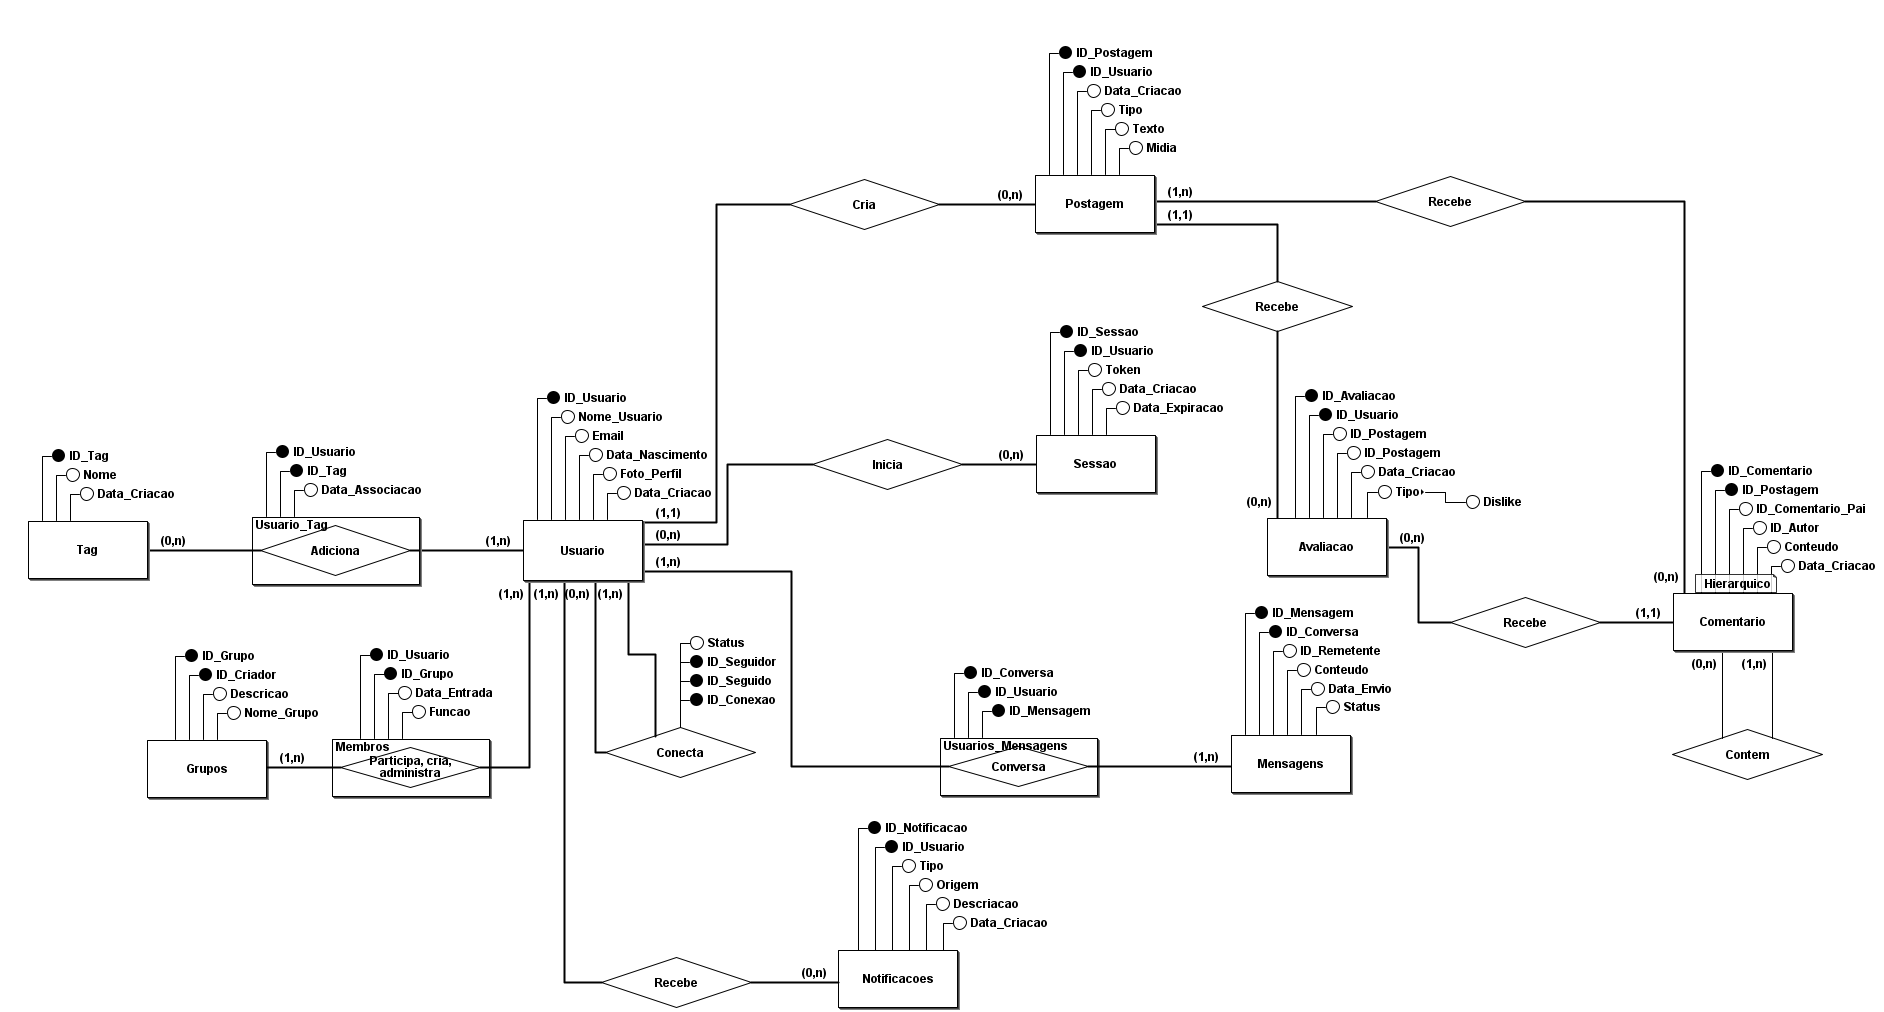 ID_Postagem
ID_Usuario
Data_Criacao
Tipo
Texto
Midia
Postagem
(0,n)
(1,n)
(1,1)
Cria
Recebe
Recebe
ID_Sessao
ID_Usuario
Token
Data_Criacao
Data_Expiracao
Sessao
(0,n)
Inicia
ID_Usuario
Nome_Usuario
Email
Data_Nascimento
Foto_Perfil
Data_Criacao
(1,1)
(0,n)
(1,n)
Usuario
(1,n)
(1,n) (1,n) (0,n) (1,n)
ID_Tag
Nome
Data_Criacao
Tag
(0,n)
ID_Usuario
ID_Tag
Data_Associacao
Usuario_Tag
Adiciona
ID_Avaliacao
ID_Usuario
ID_Postagem
ID_Postagem
Data_Criacao
Tipo
Dislike
(0,n)
Avaliacao
(0,n)
Recebe
(1,1)
(0,n)
ID_Comentario
ID_Postagem
ID_Comentario_Pai
ID_Autor
Conteudo
Data_Criacao
Hierarquico
Comentario
(0,n) (1,n)
Contem
ID_Grupo
ID_Criador
Descricao
Nome_Grupo
Grupos
(1,n)
ID_Usuario
ID_Grupo
Data_Entrada
Funcao
Membros
Participa, cria,
administra
Status
ID_Seguidor
ID_Seguido
ID_Conexao
Conecta
ID_Conversa
ID_Usuario
ID_Mensagem
Usuarios_Mensagens
Conversa
(1,n)
ID_Mensagem
ID_Conversa
ID_Remetente
Conteudo
Data_Envio
Status
Mensagens
ID_Notificacao
ID_Usuario
Tipo
Origem
Descriacao
Data_Criacao
Notificacoes
(0,n)
Recebe